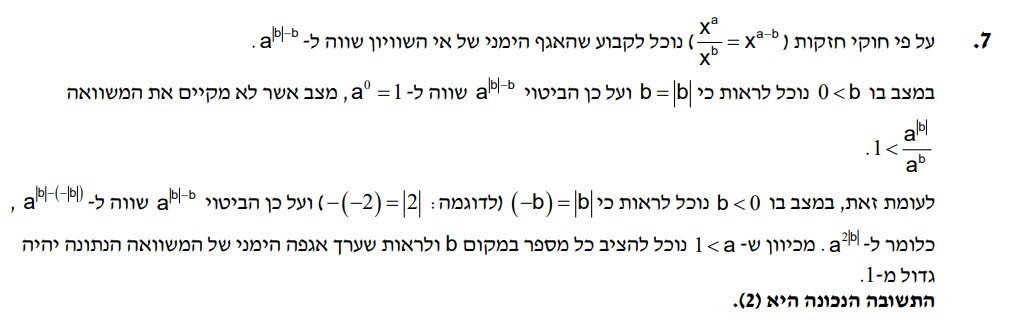 7. על פי חוקי חזקות ( x^a/x^b = x^(a-b) ) נוכל לקבוע שהאגף הימני של אי השוויון שווה ל- a^(|b|-b) .
במצב בו 0 < b נוכל לראות כי b = |b| ועל כן הביטוי a^(|b|-b) שווה ל- a^0 = 1 , מצב אשר לא מקיים את המשוואה
1 < a^|b|/a^b .
לעומת זאת, במצב בו b < 0 נוכל לראות כי (-b) = |b| (לדוגמה: -(-2) = |2|) ועל כן הביטוי a^(|b|-b) שווה ל- a^(|b|-(-|b|)) ,
כלומר ל- a^(2|b|) . מכיוון ש- 1 < a נוכל להציב כל מספר במקום b ולראות שערך אגפה הימני של המשוואה הנתונה יהיה
גדול מ-1.
התשובה הנכונה היא (2).